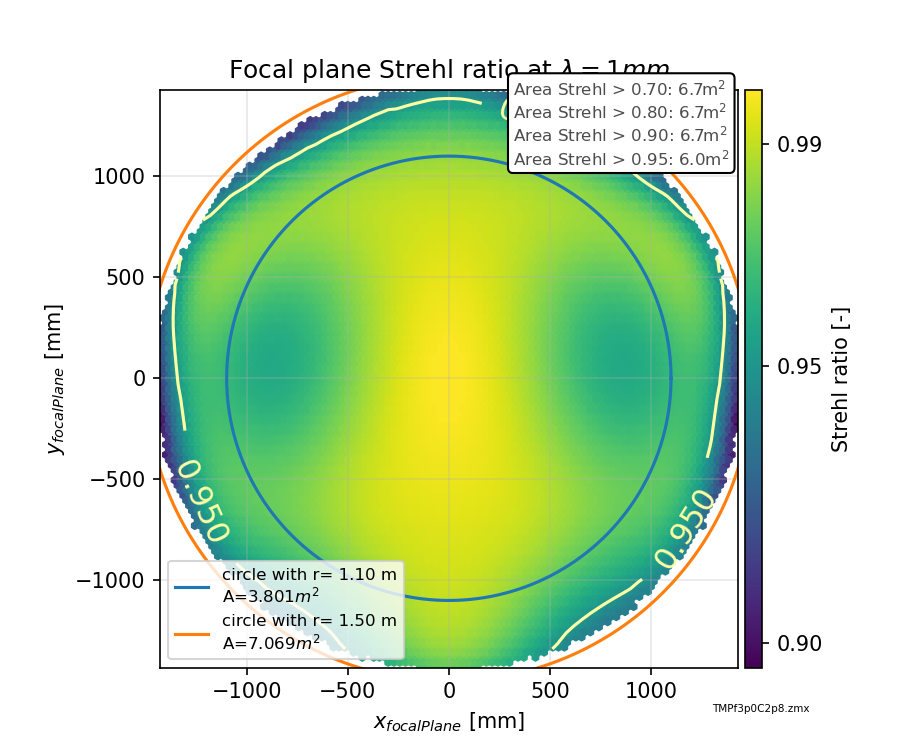 Focal plane Strehl ratio at λ = 1mm
Area Strehl > 0.70: 6.7m²
Area Strehl > 0.80: 6.7m²
Area Strehl > 0.90: 6.7m²
Area Strehl > 0.95: 6.0m²
1000
500
0
−500
−1000
y_focalPlane [mm]
0.950
0.950
circle with r= 1.10 m
A=3.801m²
circle with r= 1.50 m
A=7.069m²
−1000
−500
0
500
1000
x_focalPlane [mm]
0.99
0.95
0.90
Strehl ratio [-]
TMPf3p0C2p8.zmx